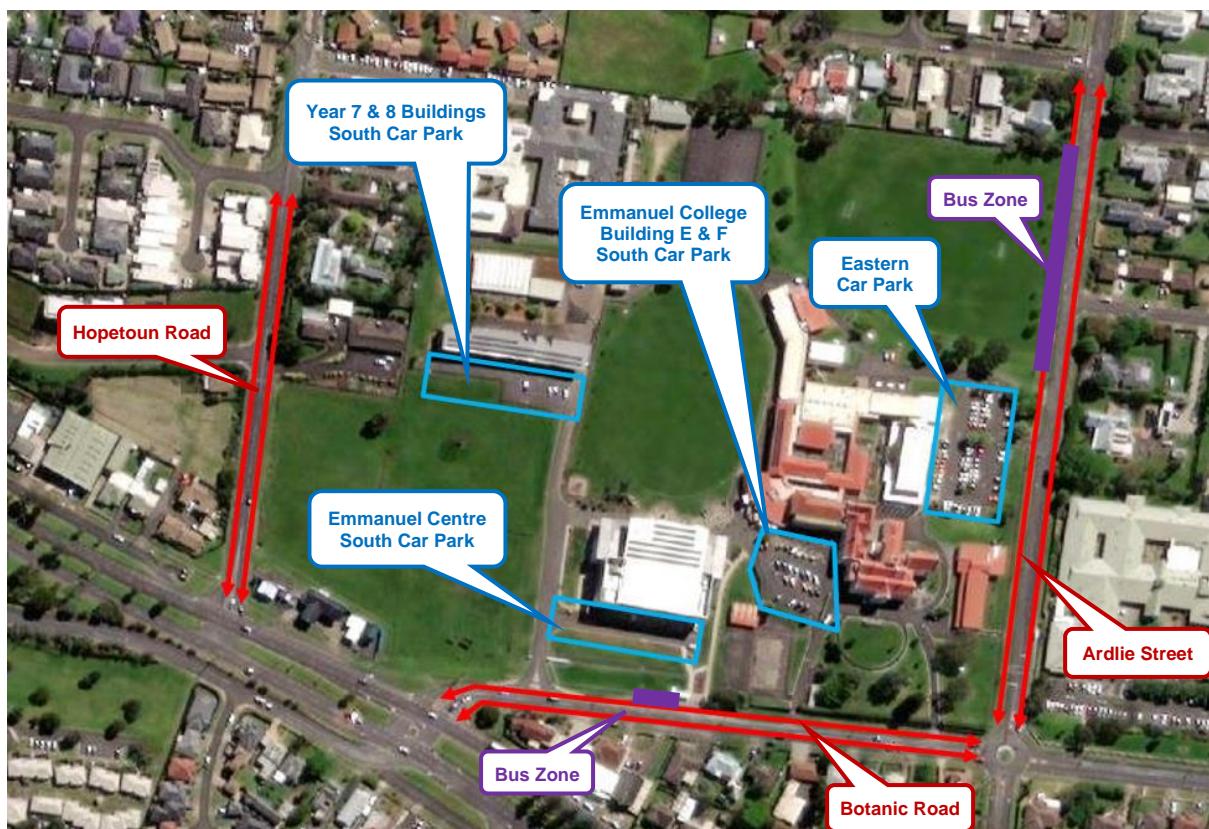 Year 7 & 8 Buildings
South Car Park
Emmanuel College
Building E & F
South Car Park
Bus Zone
Eastern
Car Park
Hopetoun Road
Emmanuel Centre
South Car Park
Ardlie Street
Bus Zone
Botanic Road